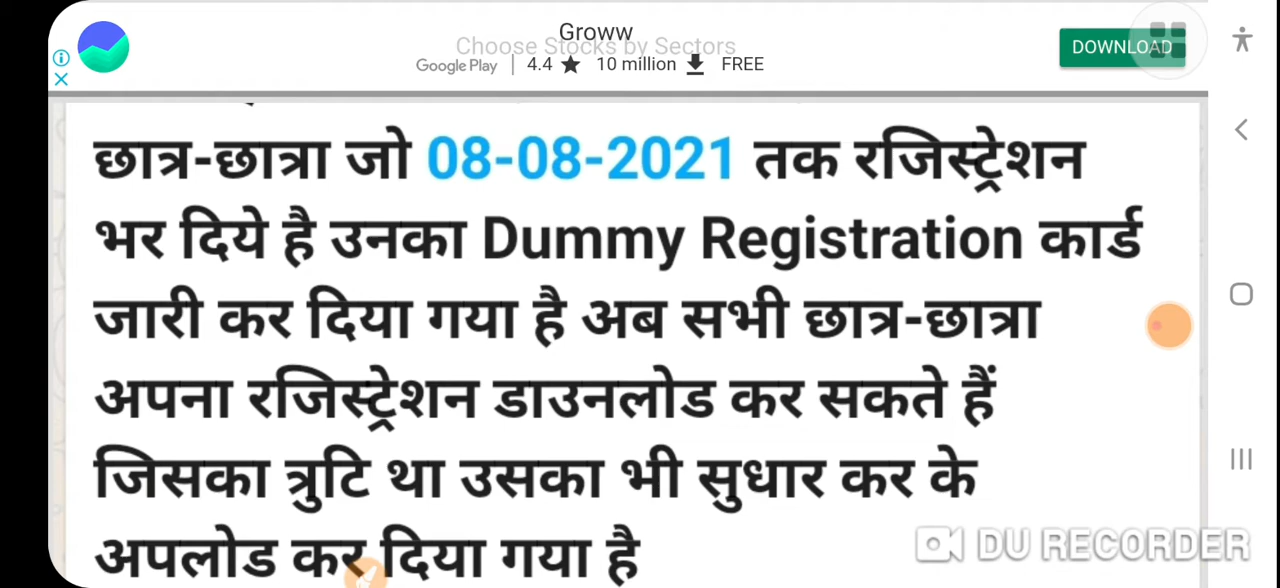 Groww
Choose Stocks by Sectors
Google Play | 4.4 ★ 10 million FREE
DOWNLOAD
छात्र-छात्रा जो 08-08-2021 तक रजिस्ट्रेशन
भर दिये है उनका Dummy Registration कार्ड
जारी कर दिया गया है अब सभी छात्र-छात्रा
अपना रजिस्ट्रेशन डाउनलोड कर सकते हैं
जिसका त्रुटि था उसका भी सुधार कर के
अपलोड कर दिया गया है
DU RECORDER